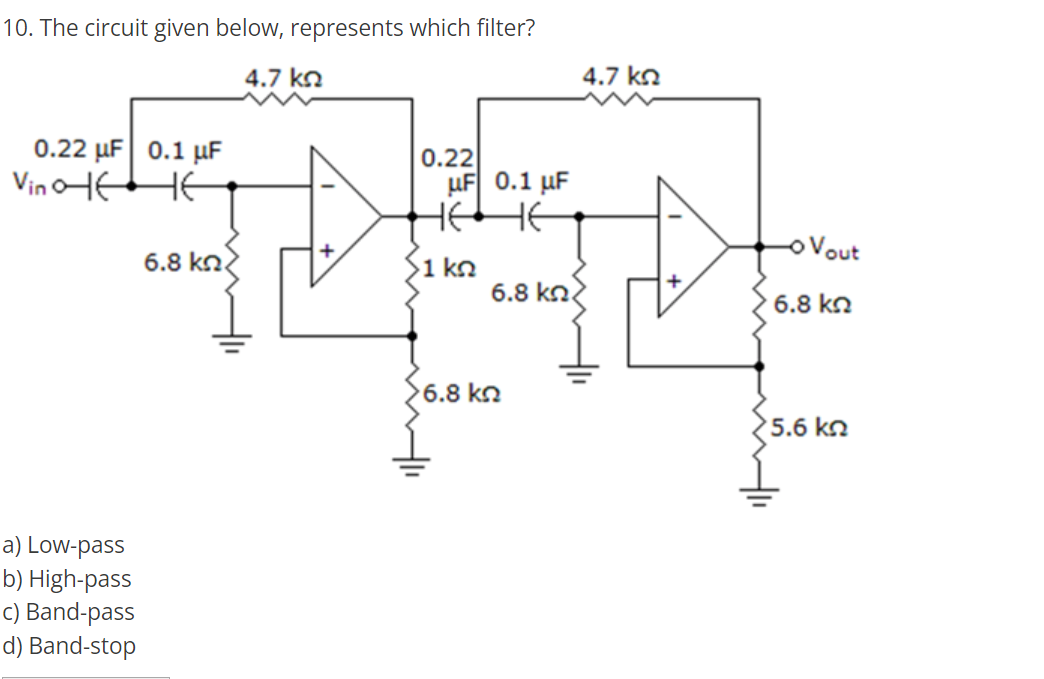 10. The circuit given below, represents which filter?
4.7 kΩ
4.7 kΩ
0.22 μF
0.1 μF
Vin
0.22
μF
0.1 μF
-
+
-
+
Vout
6.8 kΩ
1 kΩ
6.8 kΩ
6.8 kΩ
6.8 kΩ
5.6 kΩ
a) Low-pass
b) High-pass
c) Band-pass
d) Band-stop